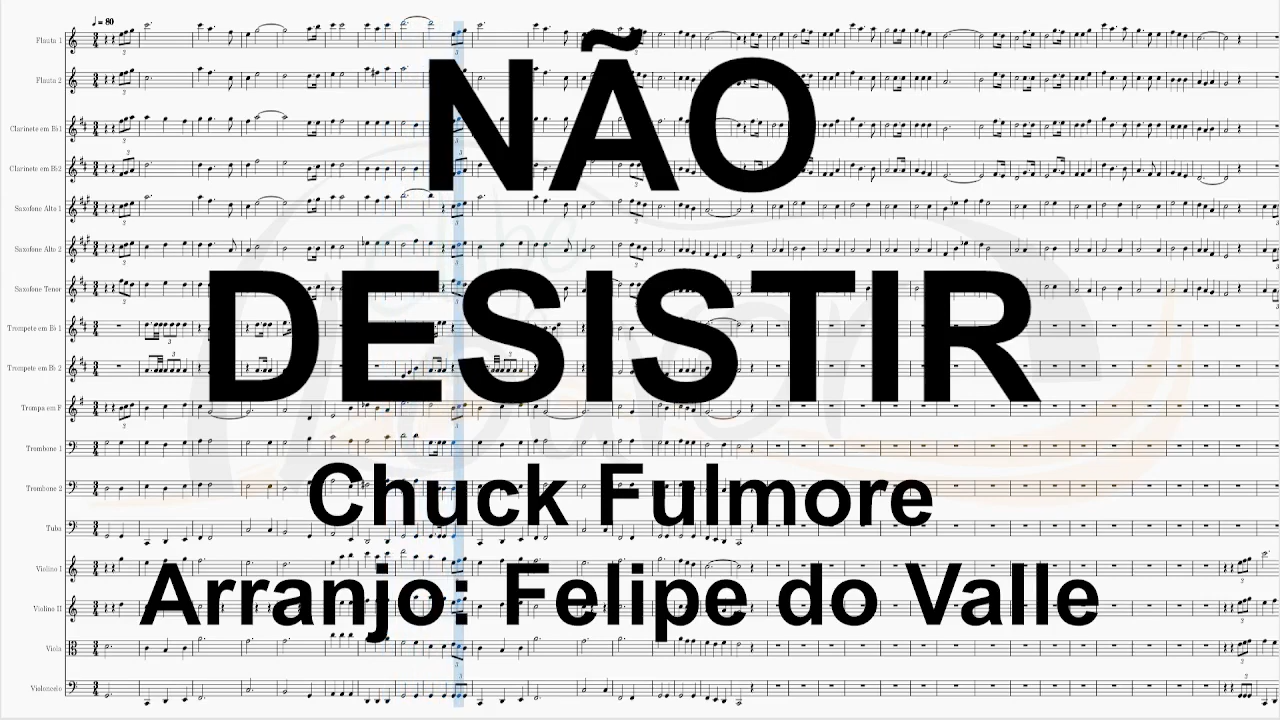 ♩ = 80
Flauta 1
Flauta 2
NÃO
Clarinete em B♭1
Clarinete em B♭2
Saxofone Alto 1
Saxofone Alto 2
Saxofone Tenor
DESISTIR
Trompete em B♭ 1
Trompete em B♭ 2
Trompa em F
Trombone 1
Trombone 2
Chuck Fulmore
Tuba
Violino I
Arranjo: Felipe do Valle
Violino II
Viola
Violoncelo